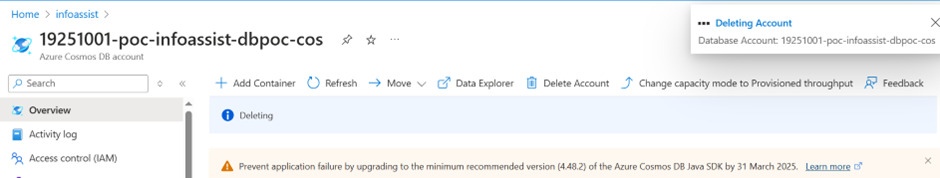 Home > infoassist >
19251001-poc-infoassist-dbpoc-cos
Azure Cosmos DB account
Deleting Account
Database Account: 19251001-poc-infoassist-dbpoc-cos
Search
Add Container Refresh Move Data Explorer Delete Account Change capacity mode to Provisioned throughput Feedback
Overview
Activity log
Access control (IAM)
Deleting
Prevent application failure by upgrading to the minimum recommended version (4.48.2) of the Azure Cosmos DB Java SDK by 31 March 2025. Learn more